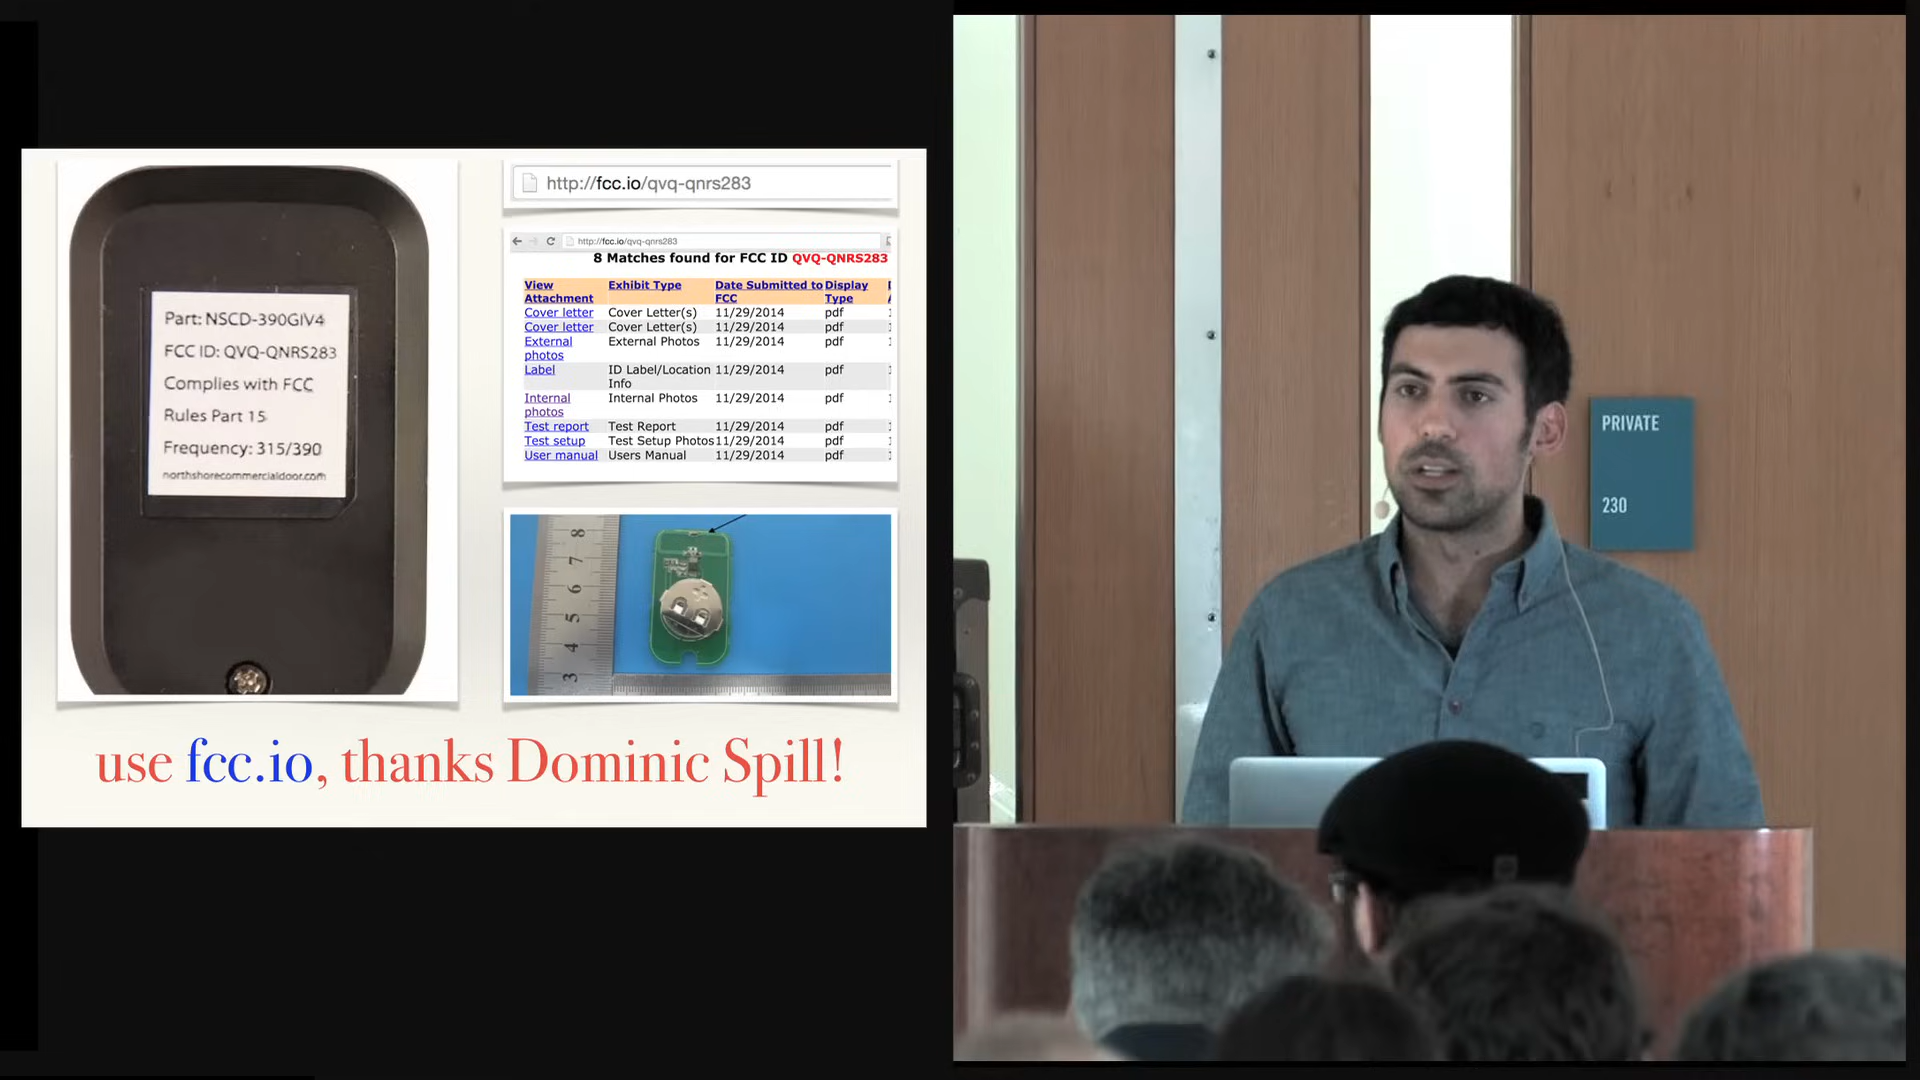 Part: NSCD-390GIV4
FCC ID: QVQ-QNRS283
Complies with FCC
Rules Part 15
Frequency: 315/390
northshorecommercialdoor.com
http://fcc.io/qvq-qnrs283
http://fcc.io/qvq-qnrs283
8 Matches found for FCC ID QVQ-QNRS283
View Attachment Exhibit Type Date Submitted to FCC Display Type
Cover letter Cover Letter(s) 11/29/2014 pdf
Cover letter Cover Letter(s) 11/29/2014 pdf
External photos External Photos 11/29/2014 pdf
Label ID Label/Location Info 11/29/2014 pdf
Internal photos Internal Photos 11/29/2014 pdf
Test report Test Report 11/29/2014 pdf
Test setup Test Setup Photos 11/29/2014 pdf
User manual Users Manual 11/29/2014 pdf
8
7
6
5
4
3
use fcc.io, thanks Dominic Spill!
PRIVATE
230